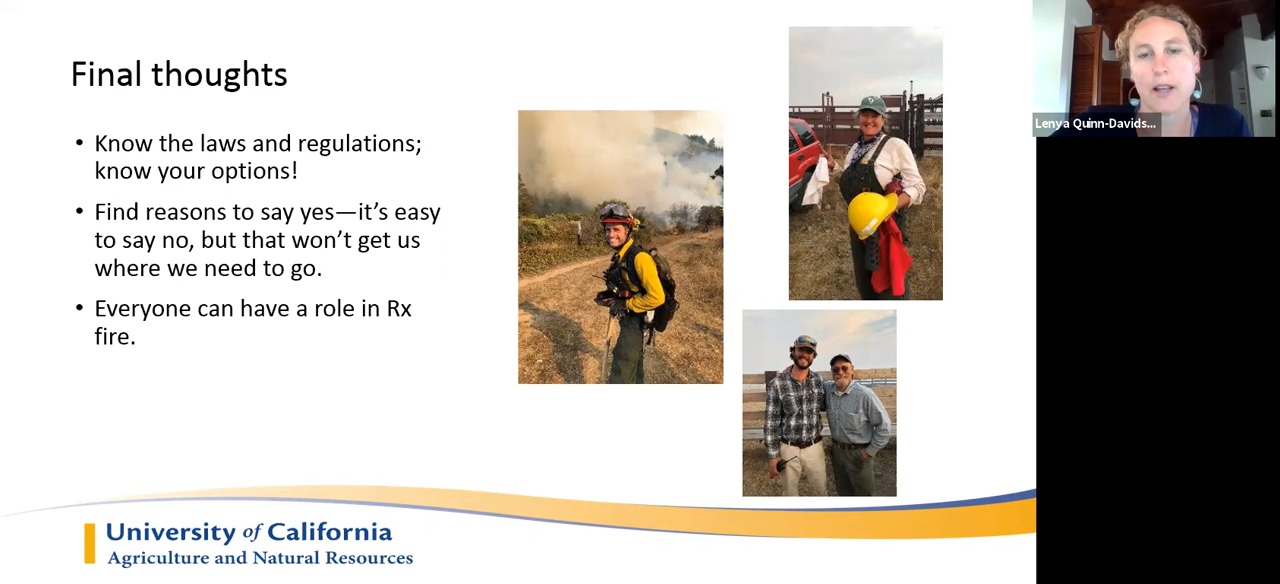 Final thoughts
• Know the laws and regulations;
know your options!
• Find reasons to say yes—it's easy
to say no, but that won't get us
where we need to go.
• Everyone can have a role in Rx
fire.
University of California
Agriculture and Natural Resources
Lenya Quinn-Davids...